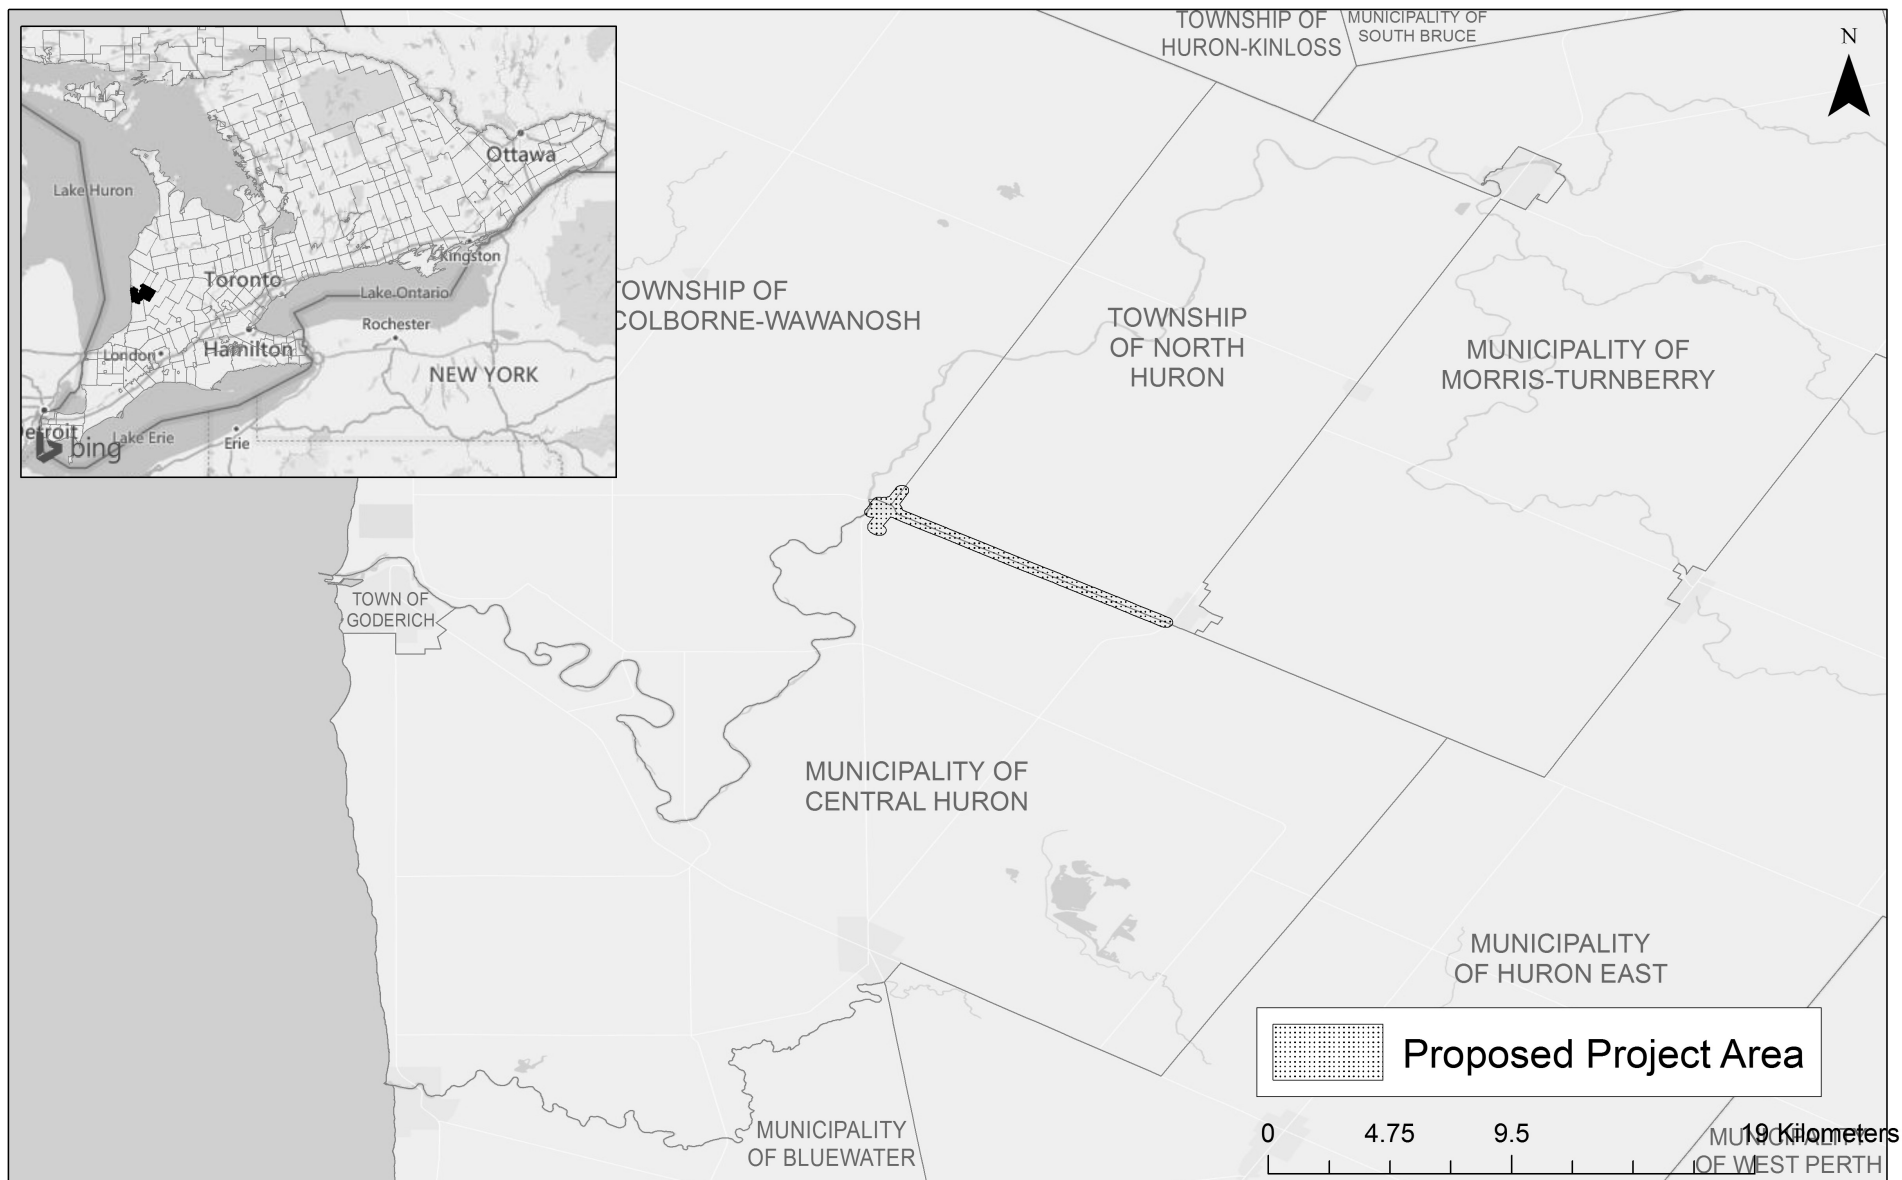 TOWNSHIP OF
HURON-KINLOSS
MUNICIPALITY OF
SOUTH BRUCE
N
Ottawa
Lake Huron
Kingston
Toronto
Lake Ontario
Rochester
London
Hamilton
NEW YORK
Detroit
Lake Erie
Erie
bing
TOWNSHIP OF
COLBORNE-WAWANOSH
TOWNSHIP
OF NORTH
HURON
MUNICIPALITY OF
MORRIS-TURNBERRY
TOWN OF
GODERICH
MUNICIPALITY OF
CENTRAL HURON
MUNICIPALITY
OF HURON EAST
Proposed Project Area
MUNICIPALITY
OF BLUEWATER
0 4.75 9.5 19 Kilometers
MUNICIPALITY
OF WEST PERTH